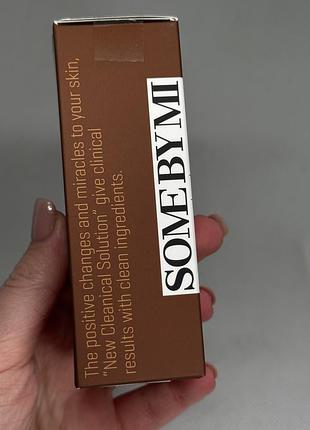 The positive changes and miracles to your skin,
"New Cleanical Solution" give clinical
results with clean ingredients.
SOME BY MI